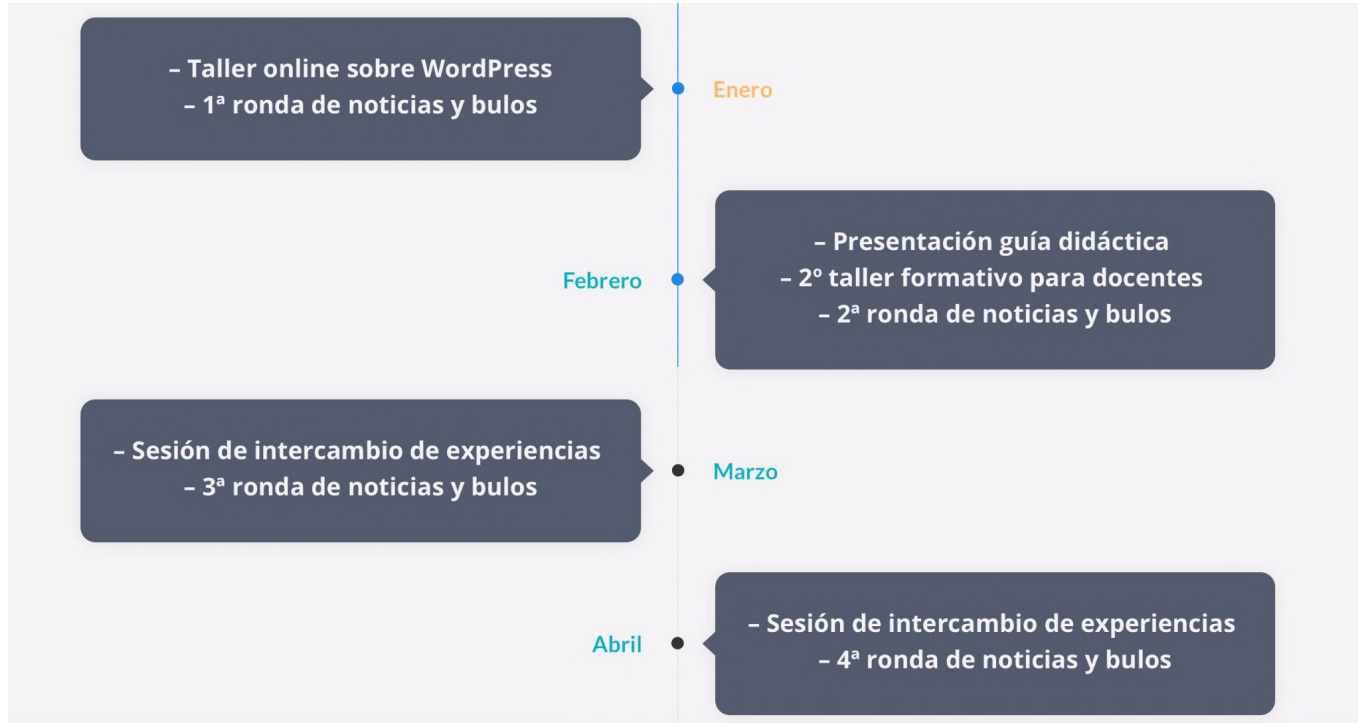 – Taller online sobre WordPress
– 1ª ronda de noticias y bulos
Enero
Febrero
– Presentación guía didáctica
– 2º taller formativo para docentes
– 2ª ronda de noticias y bulos
– Sesión de intercambio de experiencias
– 3ª ronda de noticias y bulos
Marzo
Abril
– Sesión de intercambio de experiencias
– 4ª ronda de noticias y bulos